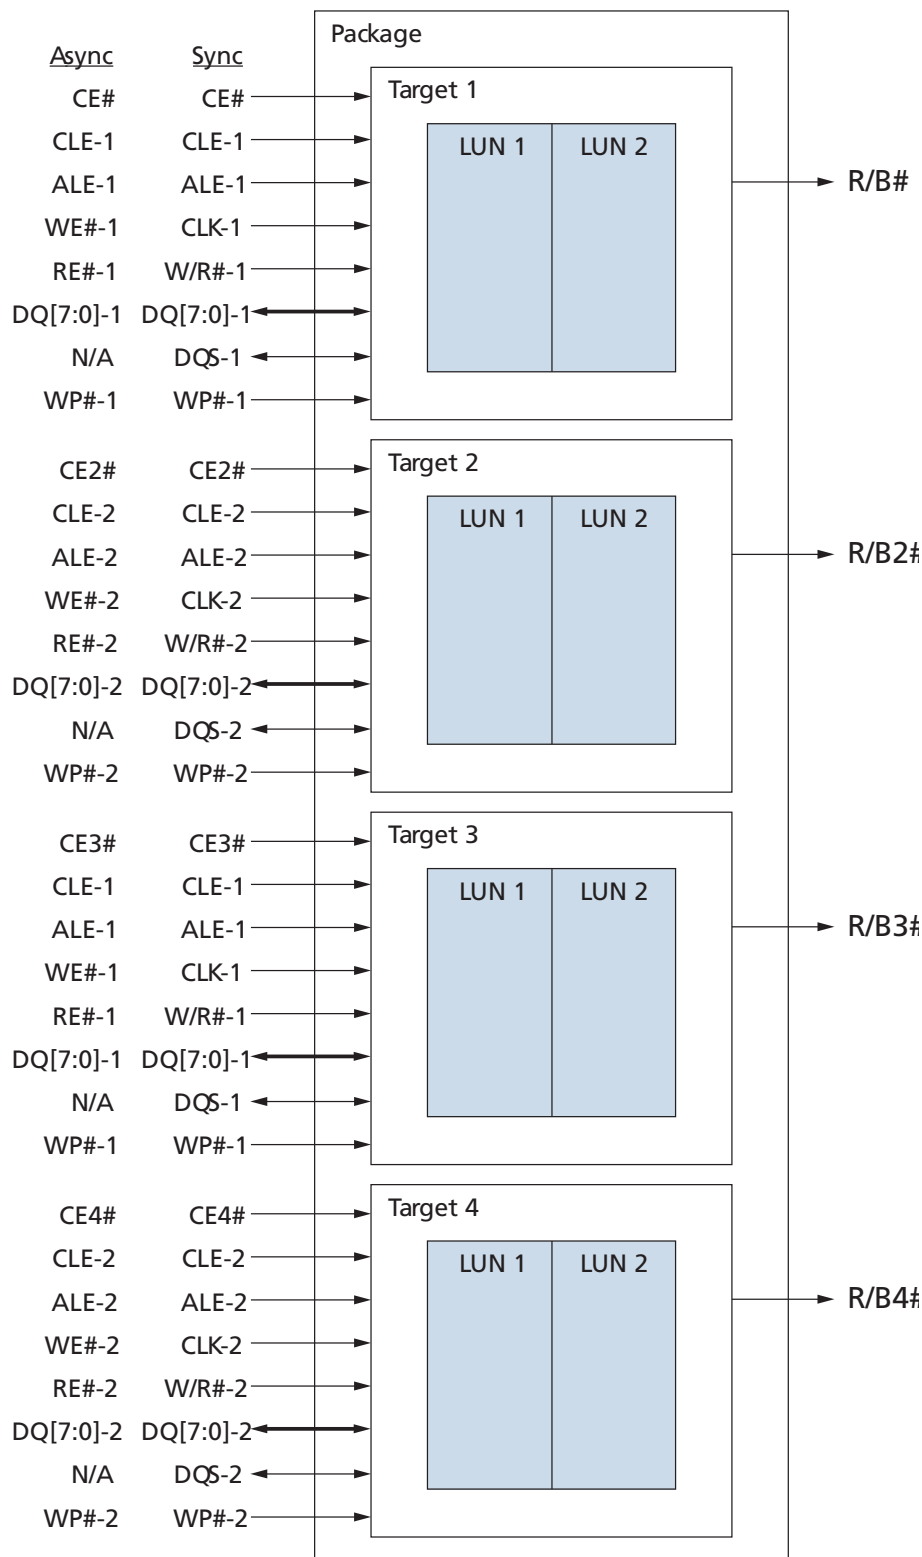 Package
Async Sync
Target 1
CE# CE#
LUN 1 LUN 2
CLE-1 CLE-1
ALE-1 ALE-1
R/B#
WE#-1 CLK-1
RE#-1 W/R#-1
DQ[7:0]-1 DQ[7:0]-1
N/A DQS-1
WP#-1 WP#-1
Target 2
CE2# CE2#
LUN 1 LUN 2
CLE-2 CLE-2
ALE-2 ALE-2
R/B2#
WE#-2 CLK-2
RE#-2 W/R#-2
DQ[7:0]-2 DQ[7:0]-2
N/A DQS-2
WP#-2 WP#-2
Target 3
CE3# CE3#
LUN 1 LUN 2
CLE-1 CLE-1
ALE-1 ALE-1
R/B3#
WE#-1 CLK-1
RE#-1 W/R#-1
DQ[7:0]-1 DQ[7:0]-1
N/A DQS-1
WP#-1 WP#-1
Target 4
CE4# CE4#
LUN 1 LUN 2
CLE-2 CLE-2
ALE-2 ALE-2
R/B4#
WE#-2 CLK-2
RE#-2 W/R#-2
DQ[7:0]-2 DQ[7:0]-2
N/A DQS-2
WP#-2 WP#-2